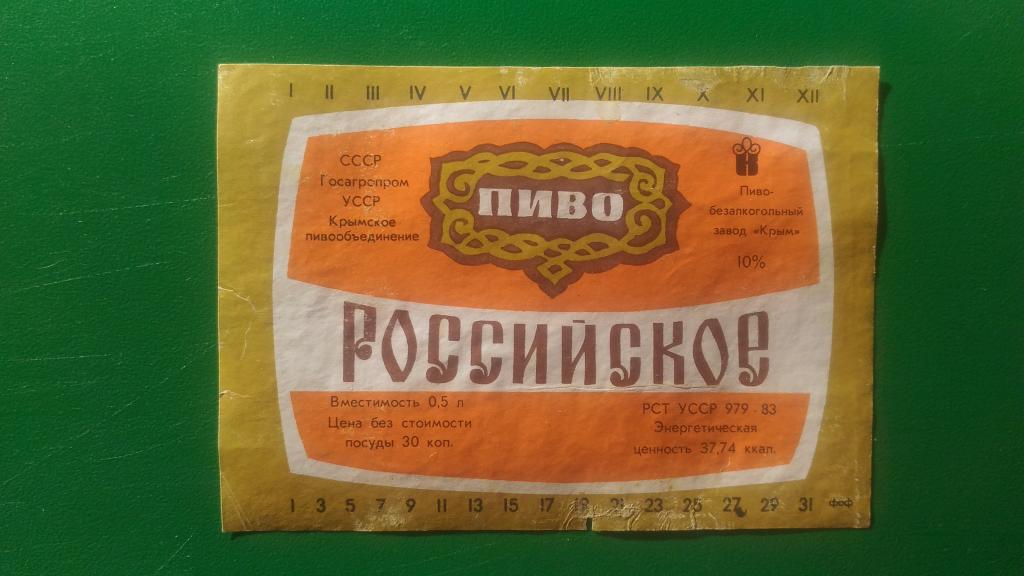 I II III IV V VI VII VIII IX X XI XII
СССР
Госагропром
УССР
Крымское
пивообъединение
ПИВО
Пиво-
безалкогольный
завод «Крым»
10%
РОССИЙСКОЕ
Вместимость 0,5 л
Цена без стоимости
посуды 30 коп.
РСТ УССР 979-83
Энергетическая
ценность 37,74 ккал.
1 3 5 7 9 11 13 15 17 19 21 23 25 27 29 31 ФФФ